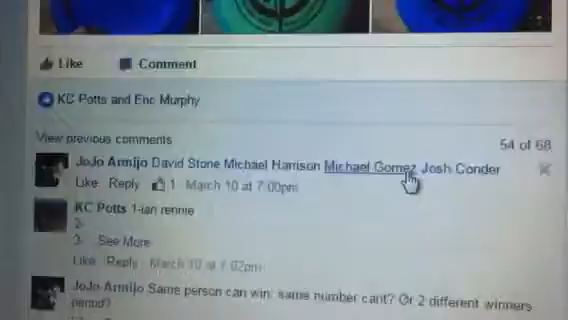 Like Comment
KC Potts and Eric Murphy
View previous comments 54 of 68
JoJo Armijo David Stone Michael Harrison Michael Gomez Josh Conder
Like Reply 1 March 10 at 7:00pm
KC Potts 1-ian rennie
2-
3- See More
Like Reply March 10 at 7:02pm
JoJo Armijo Same person can win, same number cant? Or 2 different winners
period?